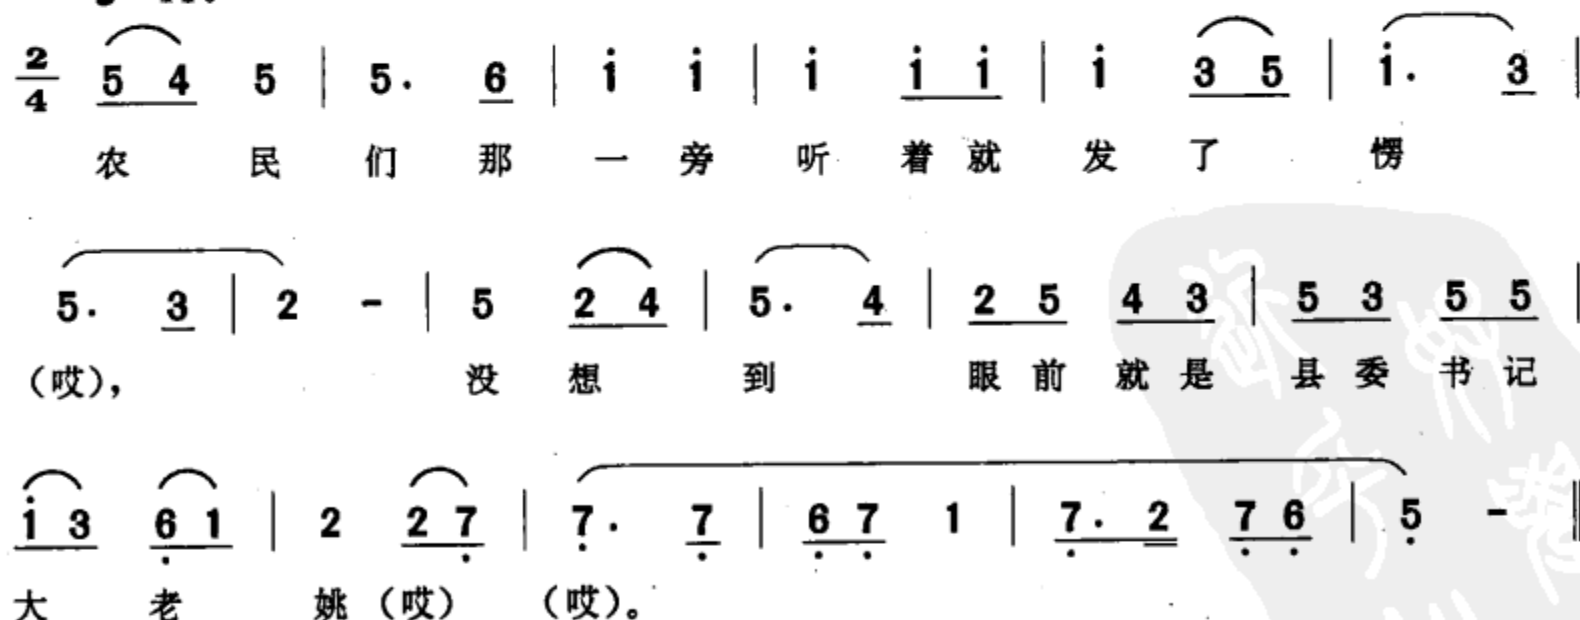 2/4 5 4 5 | 5. 6 | i i | i i i | i 3 5 | i. 3 |
农 民 们 那 一 旁 听 着 就 发 了 愣
5. 3 | 2 - | 5 2 4 | 5. 4 | 2 5 4 3 | 5 3 5 5 |
(哎), 没 想 到 眼 前 就 是 县 委 书 记
i 3 6 1 | 2 2 7 | 7. 7 | 6 7 1 | 7. 2 7 6 | 5 - ‖
大 老 姚 (哎) (哎)。